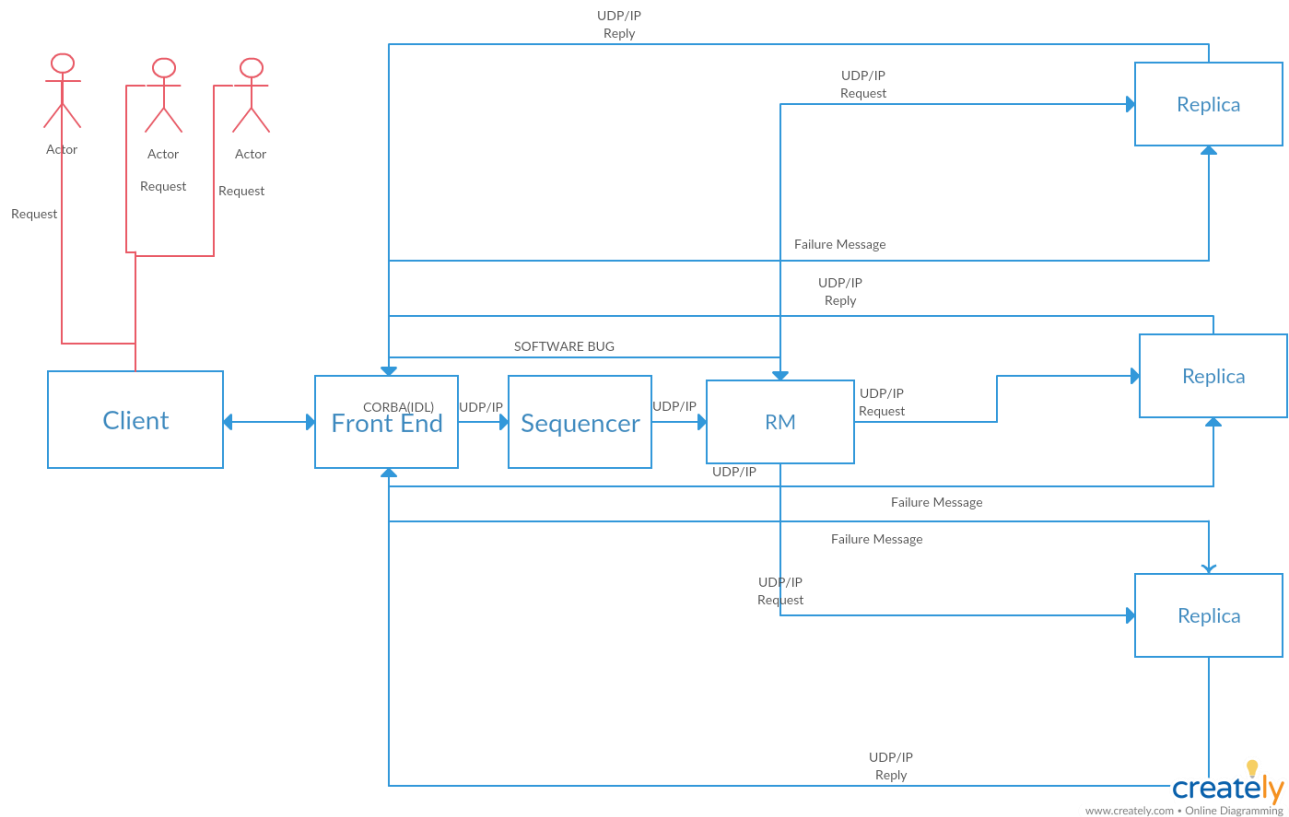 UDP/IP
Reply
UDP/IP
Request
Replica
Actor
Actor
Actor
Request
Request
Request
Failure Message
UDP/IP
Reply
SOFTWARE BUG
Replica
Client
CORBA(IDL)
Front End
UDP/IP
Sequencer
UDP/IP
RM
UDP/IP
Request
UDP/IP
Failure Message
Failure Message
UDP/IP
Request
Replica
UDP/IP
Reply
creately
www.creately.com • Online Diagramming